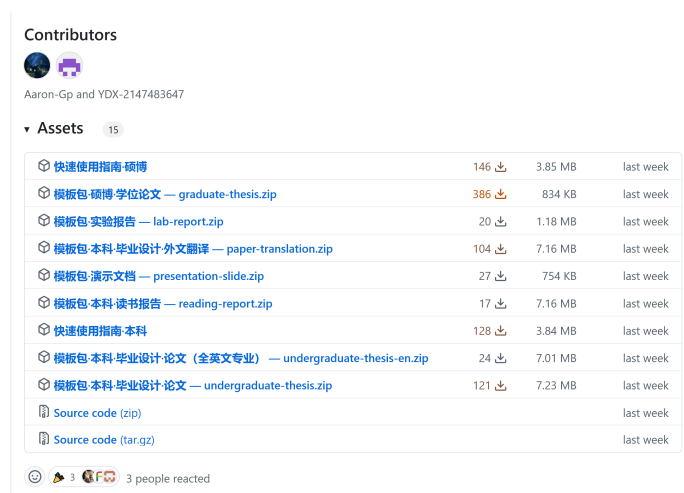 Contributors
Aaron-Gp and YDX-2147483647
Assets 15
快速使用指南·硕博 146 3.85 MB last week
模板包·硕博·学位论文 — graduate-thesis.zip 386 834 KB last week
模板包·实验报告 — lab-report.zip 20 1.18 MB last week
模板包·本科·毕业设计·外文翻译 — paper-translation.zip 104 7.16 MB last week
模板包·演示文档 — presentation-slide.zip 27 754 KB last week
模板包·本科·读书报告 — reading-report.zip 17 7.16 MB last week
快速使用指南·本科 128 3.84 MB last week
模板包·本科·毕业设计·论文（全英文专业） — undergraduate-thesis-en.zip 24 7.01 MB last week
模板包·本科·毕业设计·论文 — undergraduate-thesis.zip 121 7.23 MB last week
Source code (zip) last week
Source code (tar.gz) last week
3 3 people reacted